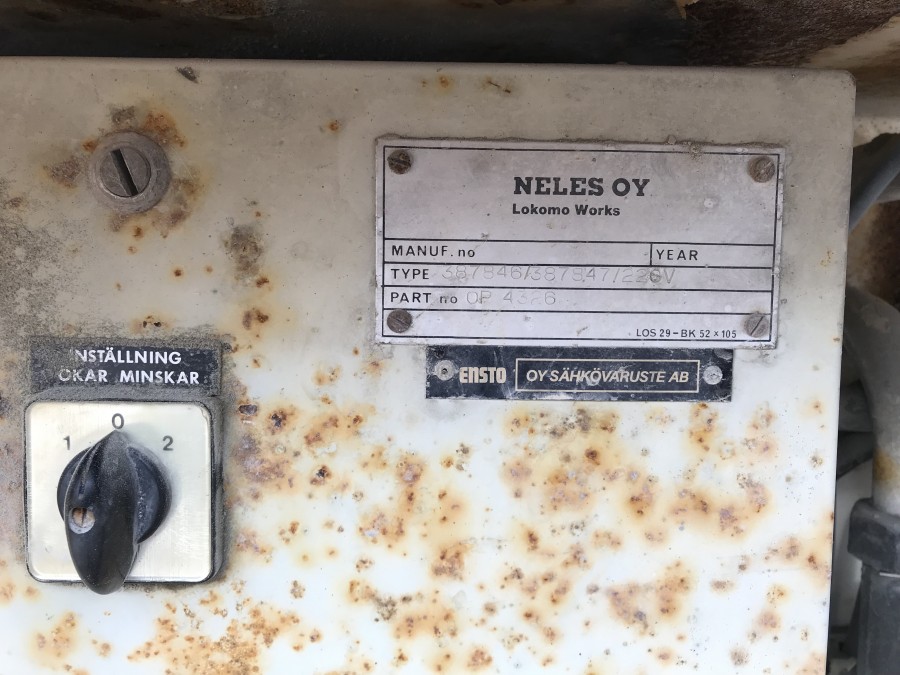 NELES OY
Lokomo Works
MANUF. no YEAR
TYPE 387846/387847/220V
PART no OP 4326
LOS 29-BK 52 x 105
ENSTO OY SÄHKÖVARUSTE AB
NSTÄLLNING
ÖKAR MINSKAR
0
1 2